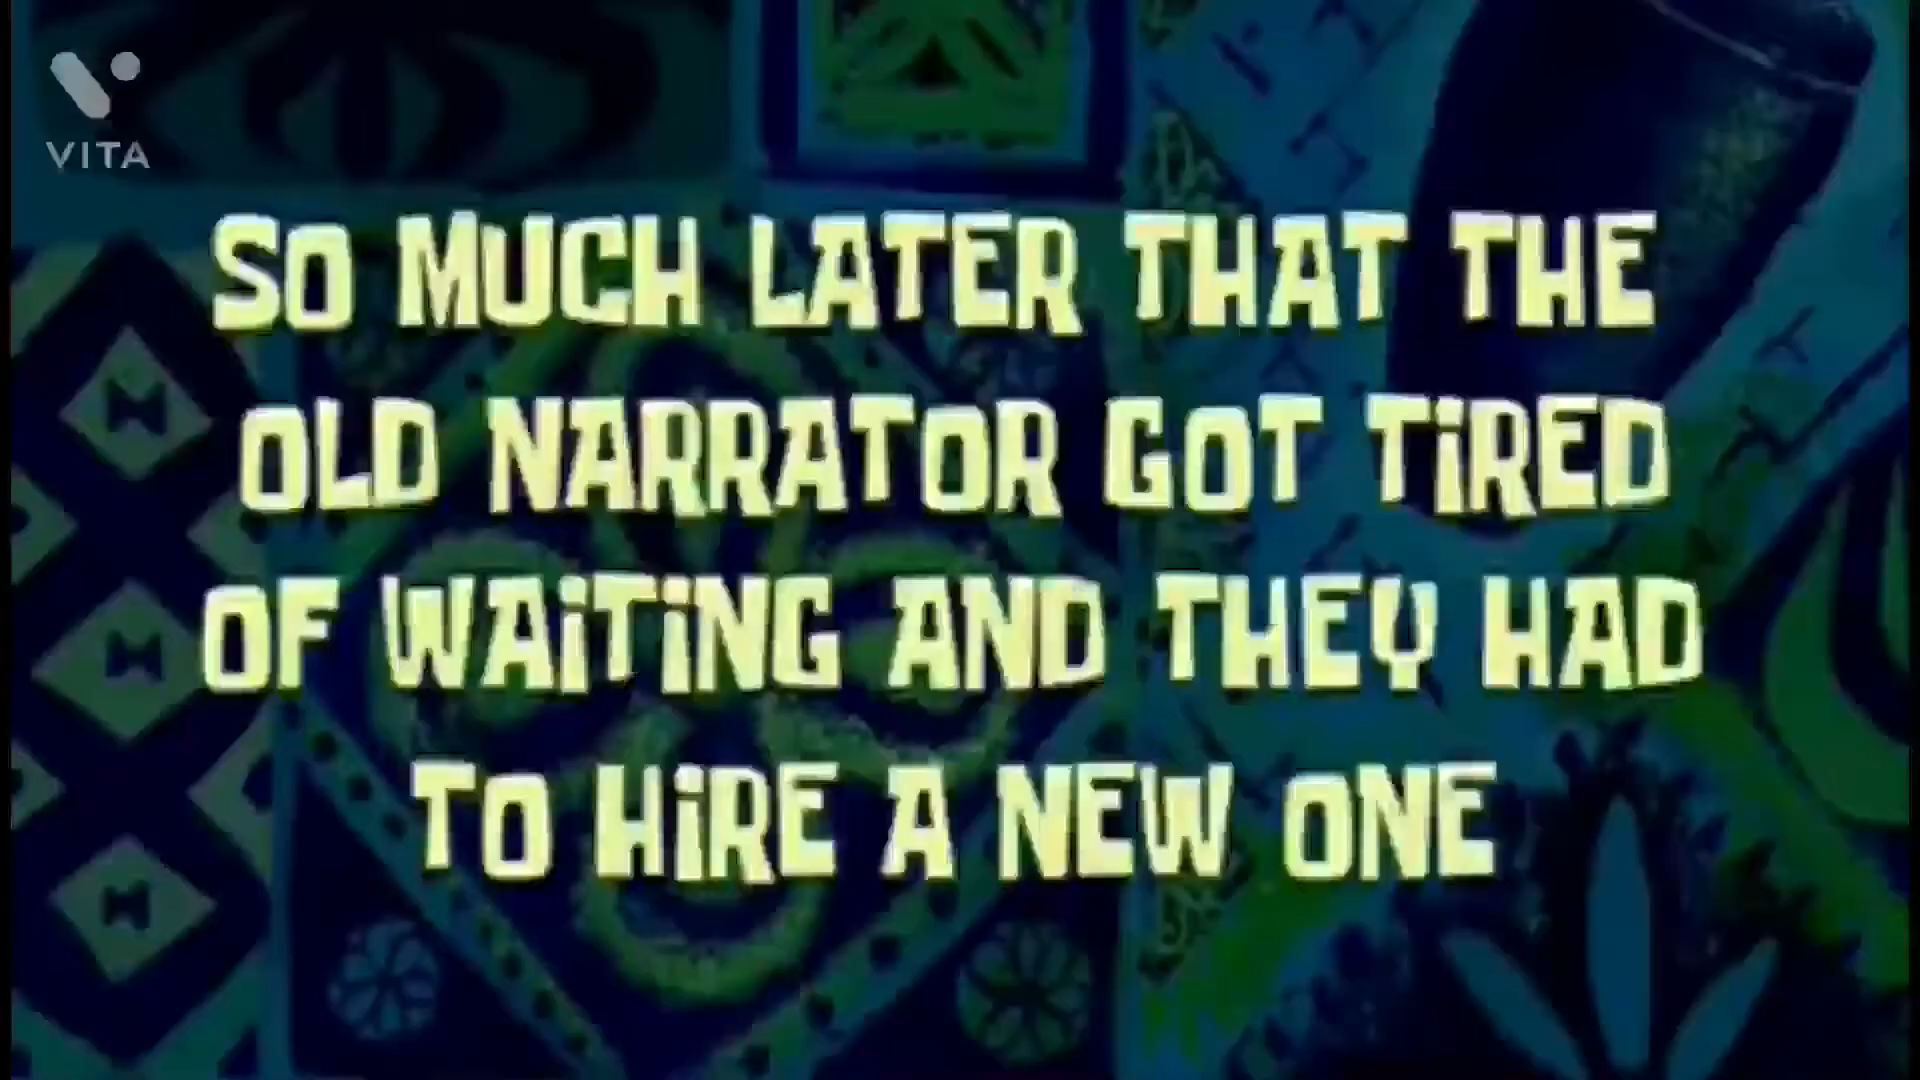 VITA
SO MUCH LATER THAT THE
OLD NARRATOR GOT TIRED
OF WAITING AND THEY HAD
TO HIRE A NEW ONE